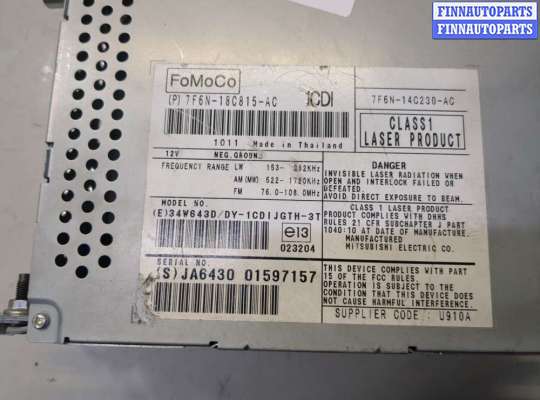 FINNAUTOPARTS
FINNAUTOPARTS
FoMoCo
(P) 7F6N-18C815-AC
1CDI
7F6N-14C230-AC
1011 Made in Thailand
CLASS1
LASER PRODUCT
12V NEG.
FREQUENCY RANGE LW 153-282KHz
AM (MW) 522-1720KHz
FM 76.0-108.0MHz
DANGER
INVISIBLE LASER RADIATION WHEN
OPEN AND INTERLOCK FAILED OR
DEFEATED.
AVOID DIRECT EXPOSURE TO BEAM.
MODEL NO.
(E)34W643D/DY-1CDIJGTH-3T
e13
023204
CLASS 1 LASER PRODUCT
PRODUCT COMPLIES WITH DHHS
RULES 21 CFR SUBCHAPTER J PART
1040:10 AT DATE OF MANUFACTURE.
MANUFACTURED
MITSUBISHI ELECTRIC CO.
SERIAL NO.
(S)JA6430 01597157
THIS DEVICE COMPLIES WITH PART
15 OF THE FCC RULES.
OPERATION IS SUBJECT TO THE
CONDITION THAT THIS DEVICE DOES
NOT CAUSE HARMFUL INTERFERENCE.
SUPPLIER CODE : U910A